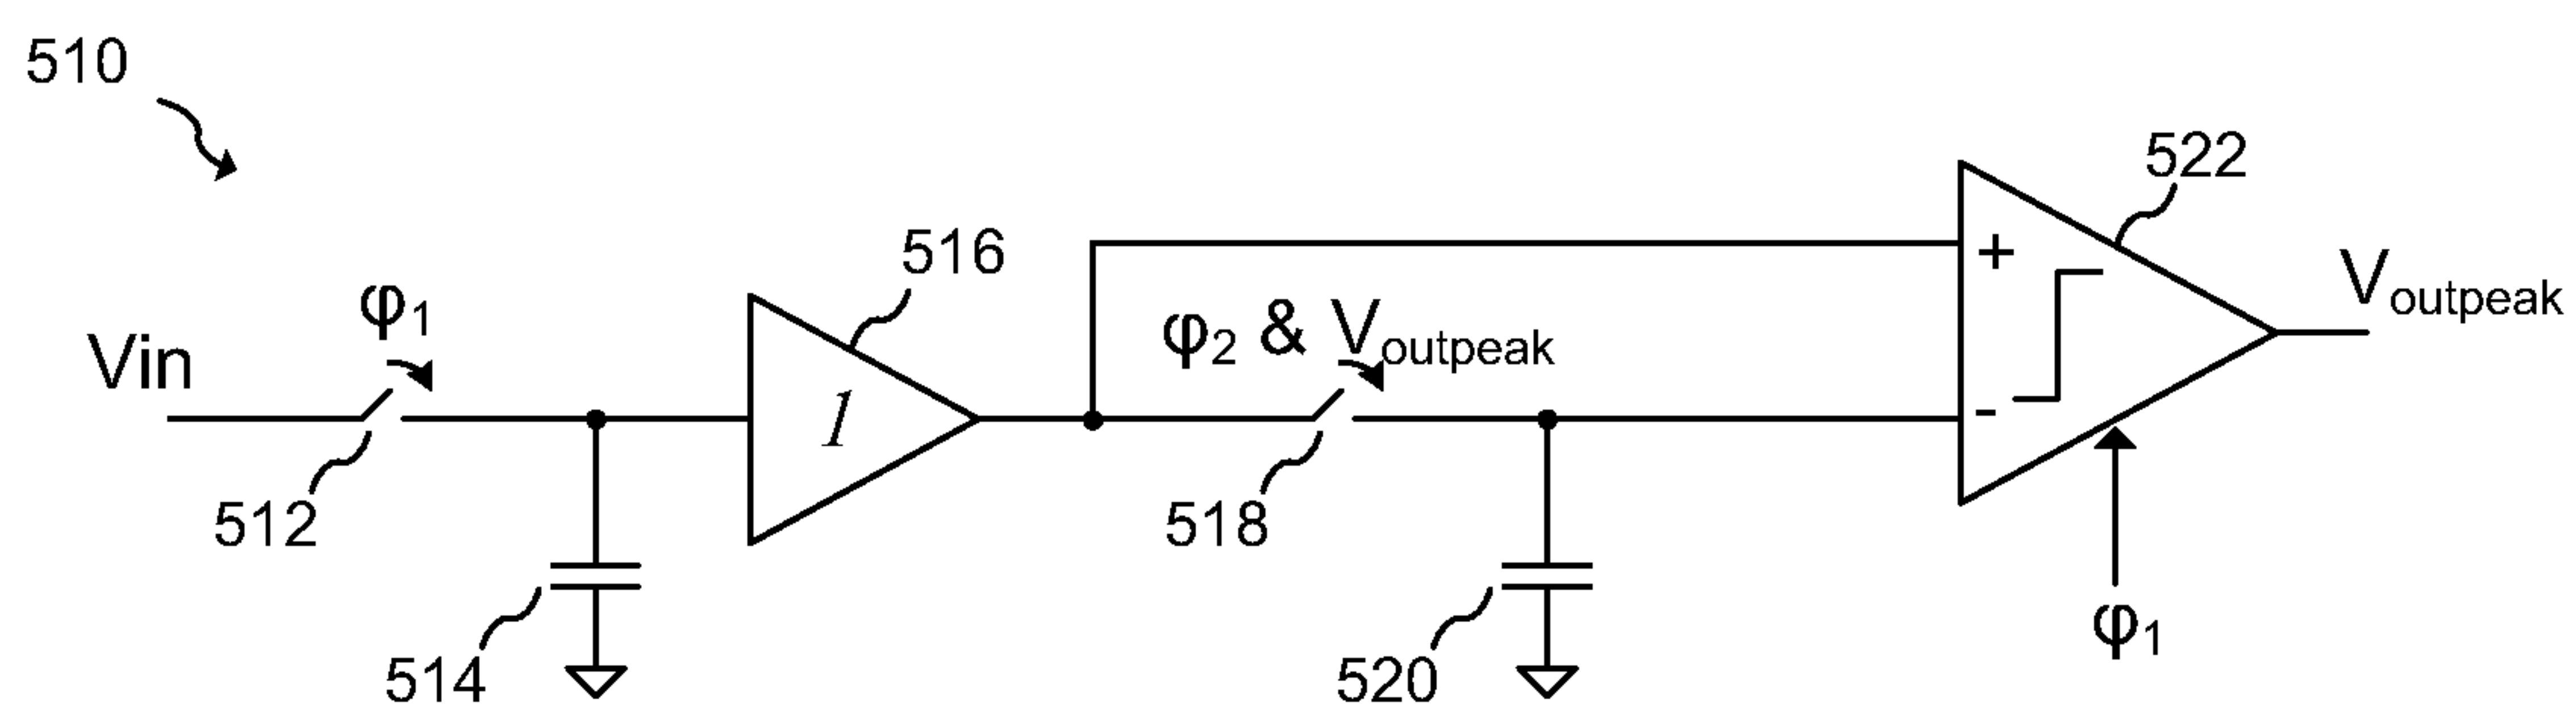 510
522
516
φ₁
Vin
φ₂ & Voutpeak
Voutpeak
+
1
-
512
518
514
520
φ₁